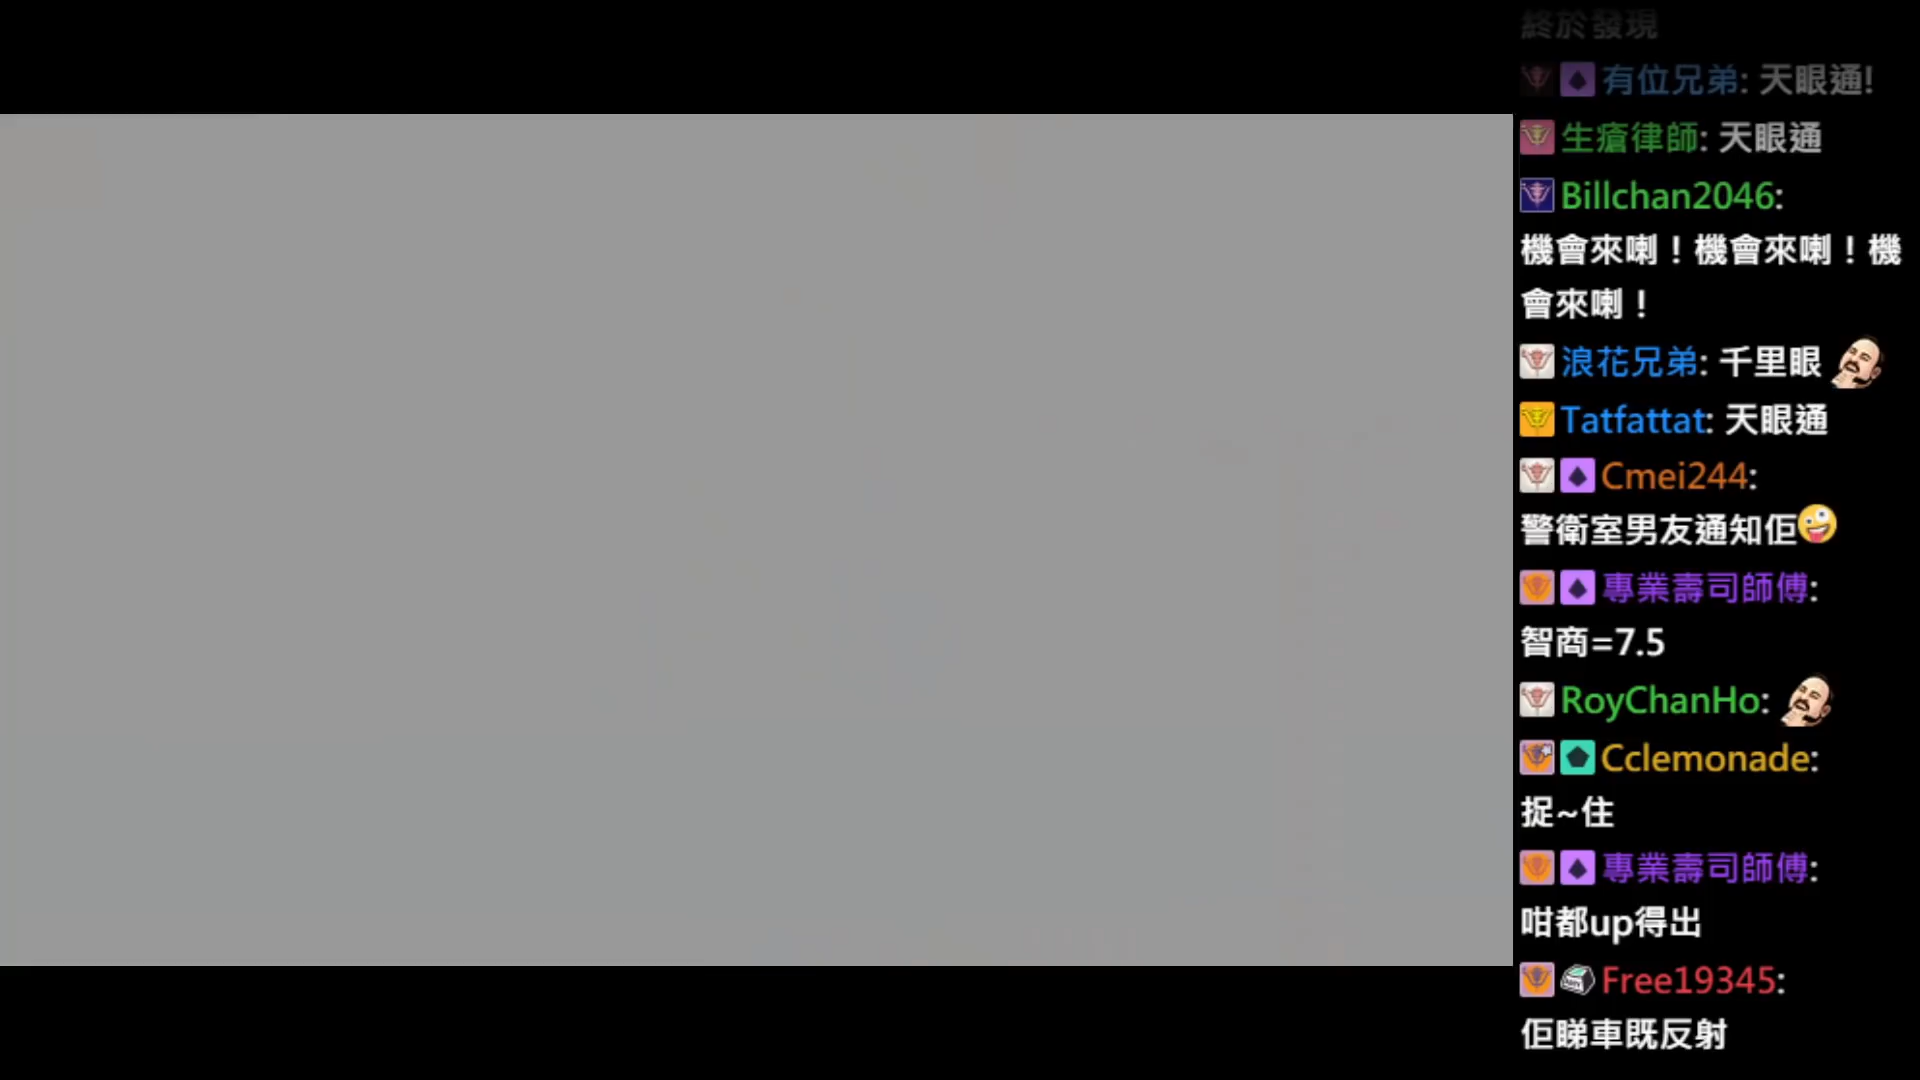 終於發現
有位兄弟: 天眼通!
生瘡律師: 天眼通
Billchan2046:
機會來喇！機會來喇！機
會來喇！
浪花兄弟: 千里眼
Tatfattat: 天眼通
Cmei244:
警衛室男友通知佢
專業壽司師傅:
智商=7.5
RoyChanHo:
Cclemonade:
捉~住
專業壽司師傅:
咁都up得出
Free19345:
佢睇車既反射